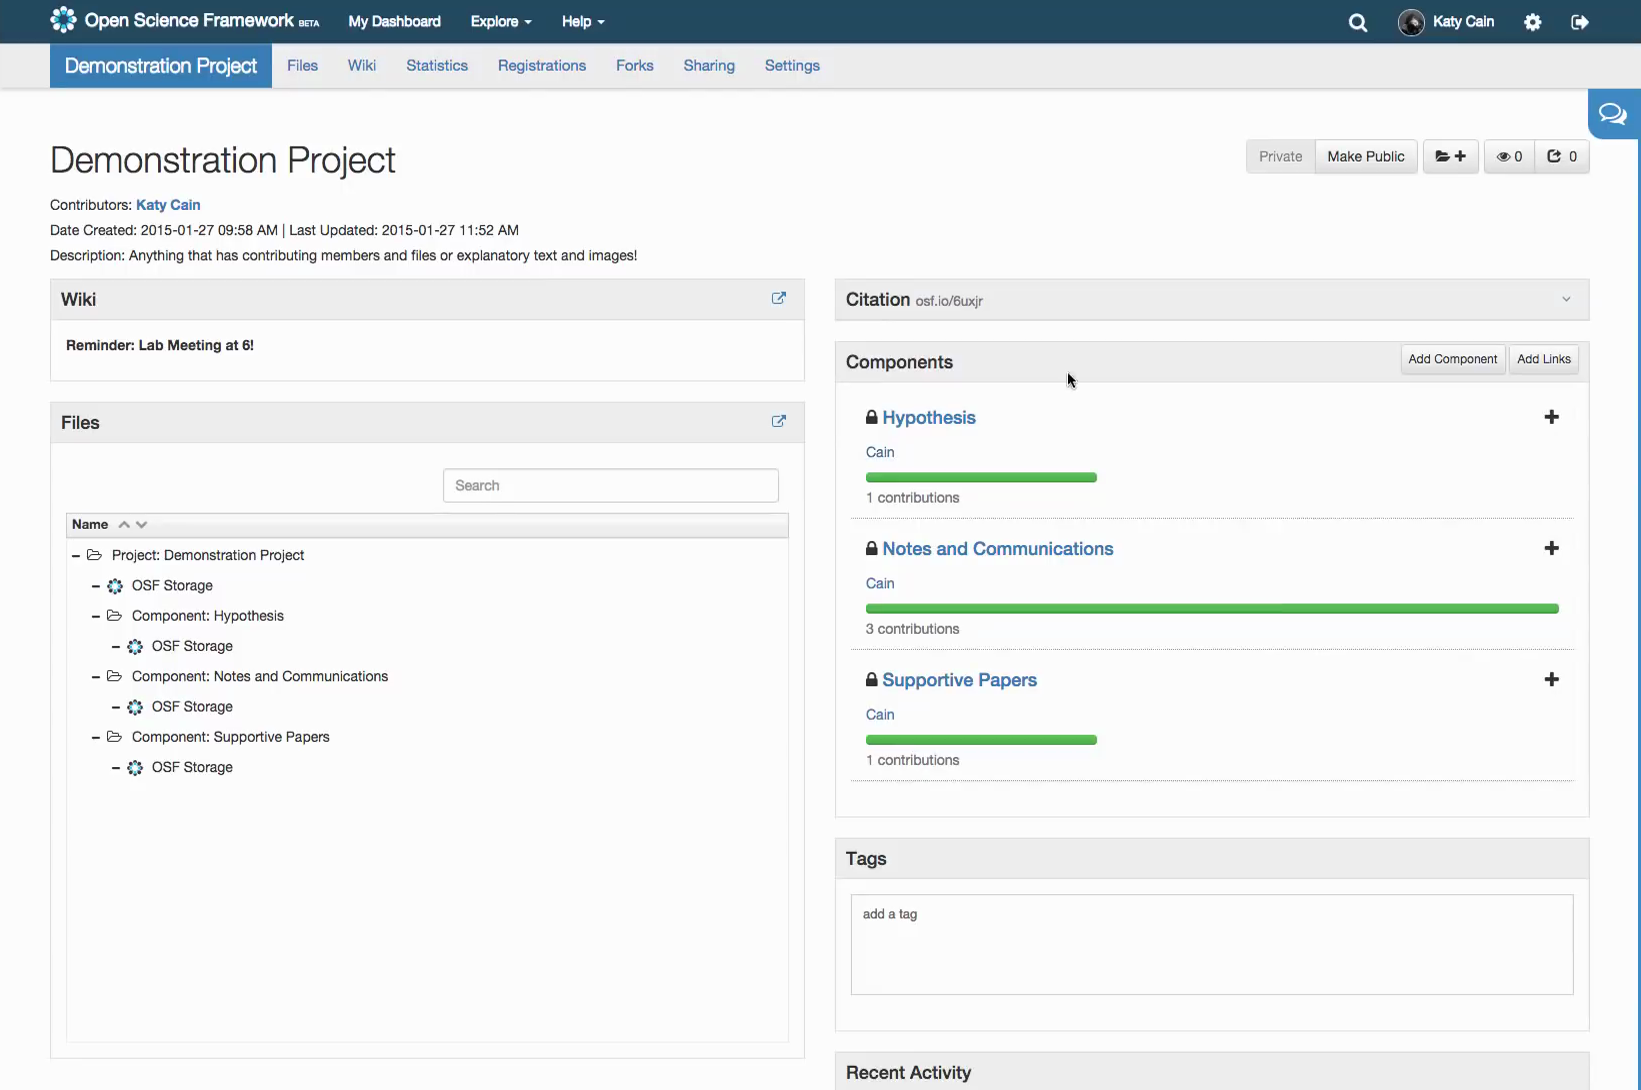 Open Science Framework BETA My Dashboard Explore Help Katy Cain
Demonstration Project Files Wiki Statistics Registrations Forks Sharing Settings
Demonstration Project
Private Make Public 0 0
Contributors: Katy Cain
Date Created: 2015-01-27 09:58 AM | Last Updated: 2015-01-27 11:52 AM
Description: Anything that has contributing members and files or explanatory text and images!
Wiki
Reminder: Lab Meeting at 6!
Files
Search
Name
Project: Demonstration Project
OSF Storage
Component: Hypothesis
OSF Storage
Component: Notes and Communications
OSF Storage
Component: Supportive Papers
OSF Storage
Citation osf.io/6uxjr
Components Add Component Add Links
Hypothesis
Cain
1 contributions
Notes and Communications
Cain
3 contributions
Supportive Papers
Cain
1 contributions
Tags
add a tag
Recent Activity